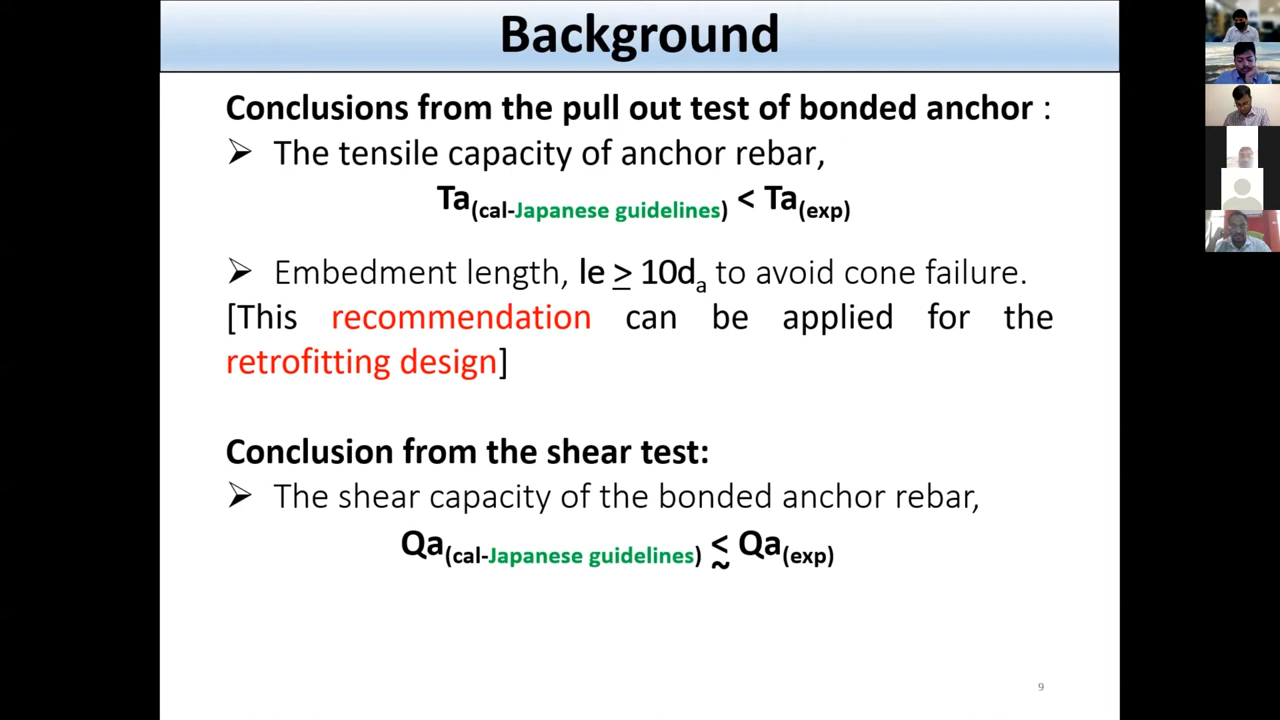 Background
Conclusions from the pull out test of bonded anchor :
➢ The tensile capacity of anchor rebar,
Ta(cal-Japanese guidelines) < Ta(exp)
➢ Embedment length, le ≥ 10da to avoid cone failure.
[This recommendation can be applied for the
retrofitting design]
Conclusion from the shear test:
➢ The shear capacity of the bonded anchor rebar,
Qa(cal-Japanese guidelines) ≲ Qa(exp)
9